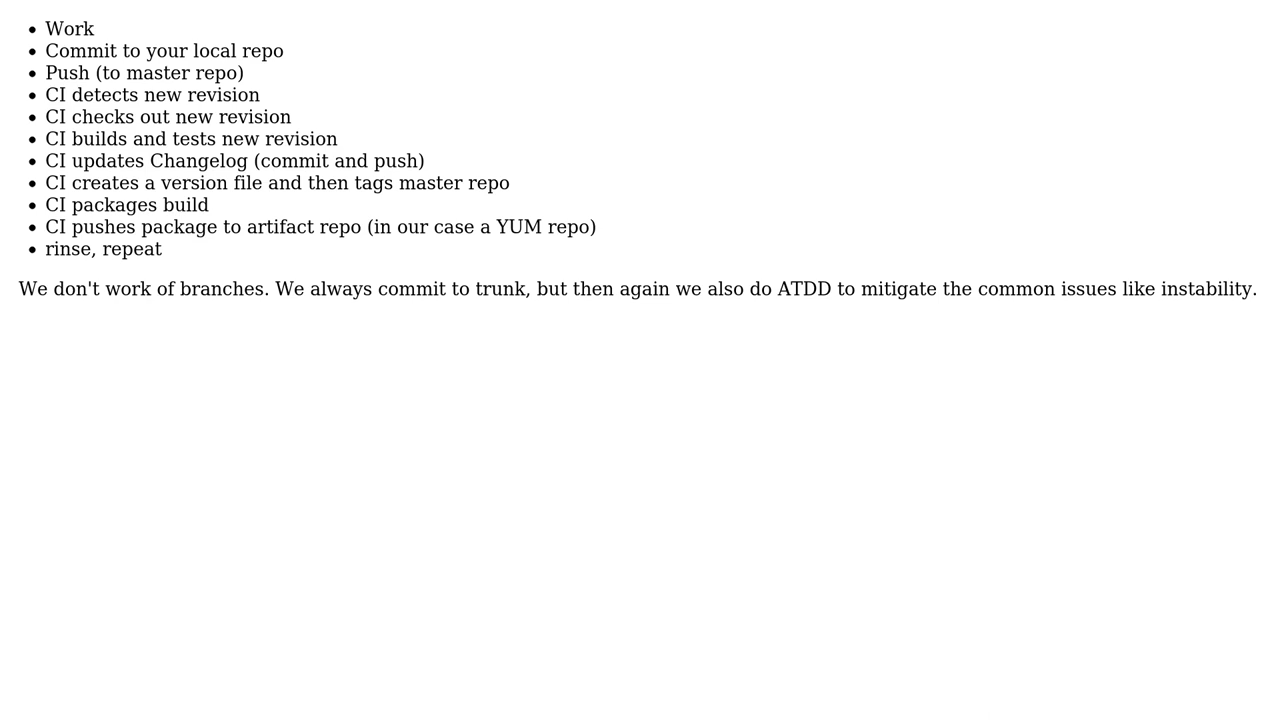 • Work
• Commit to your local repo
• Push (to master repo)
• CI detects new revision
• CI checks out new revision
• CI builds and tests new revision
• CI updates Changelog (commit and push)
• CI creates a version file and then tags master repo
• CI packages build
• CI pushes package to artifact repo (in our case a YUM repo)
• rinse, repeat
We don't work of branches. We always commit to trunk, but then again we also do ATDD to mitigate the common issues like instability.